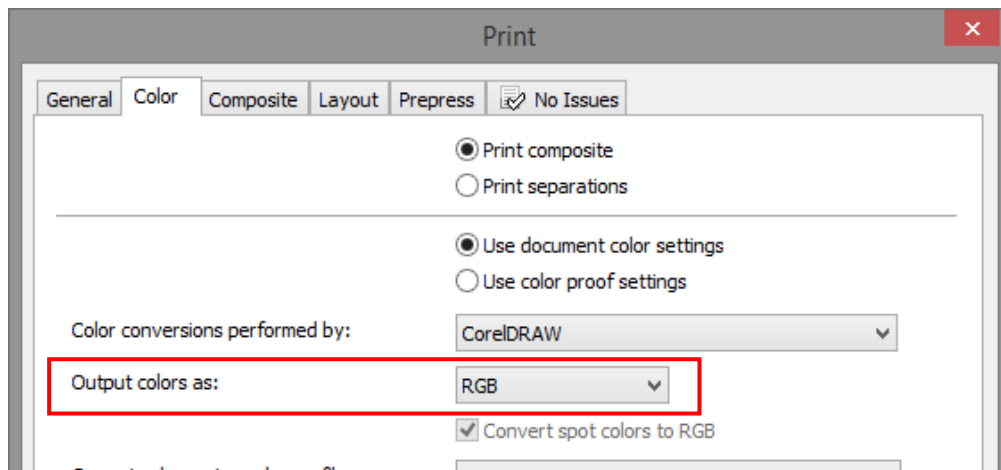 Print
General Color Composite Layout Prepress No Issues
Print composite
Print separations
Use document color settings
Use color proof settings
Color conversions performed by: CorelDRAW
Output colors as: RGB
Convert spot colors to RGB